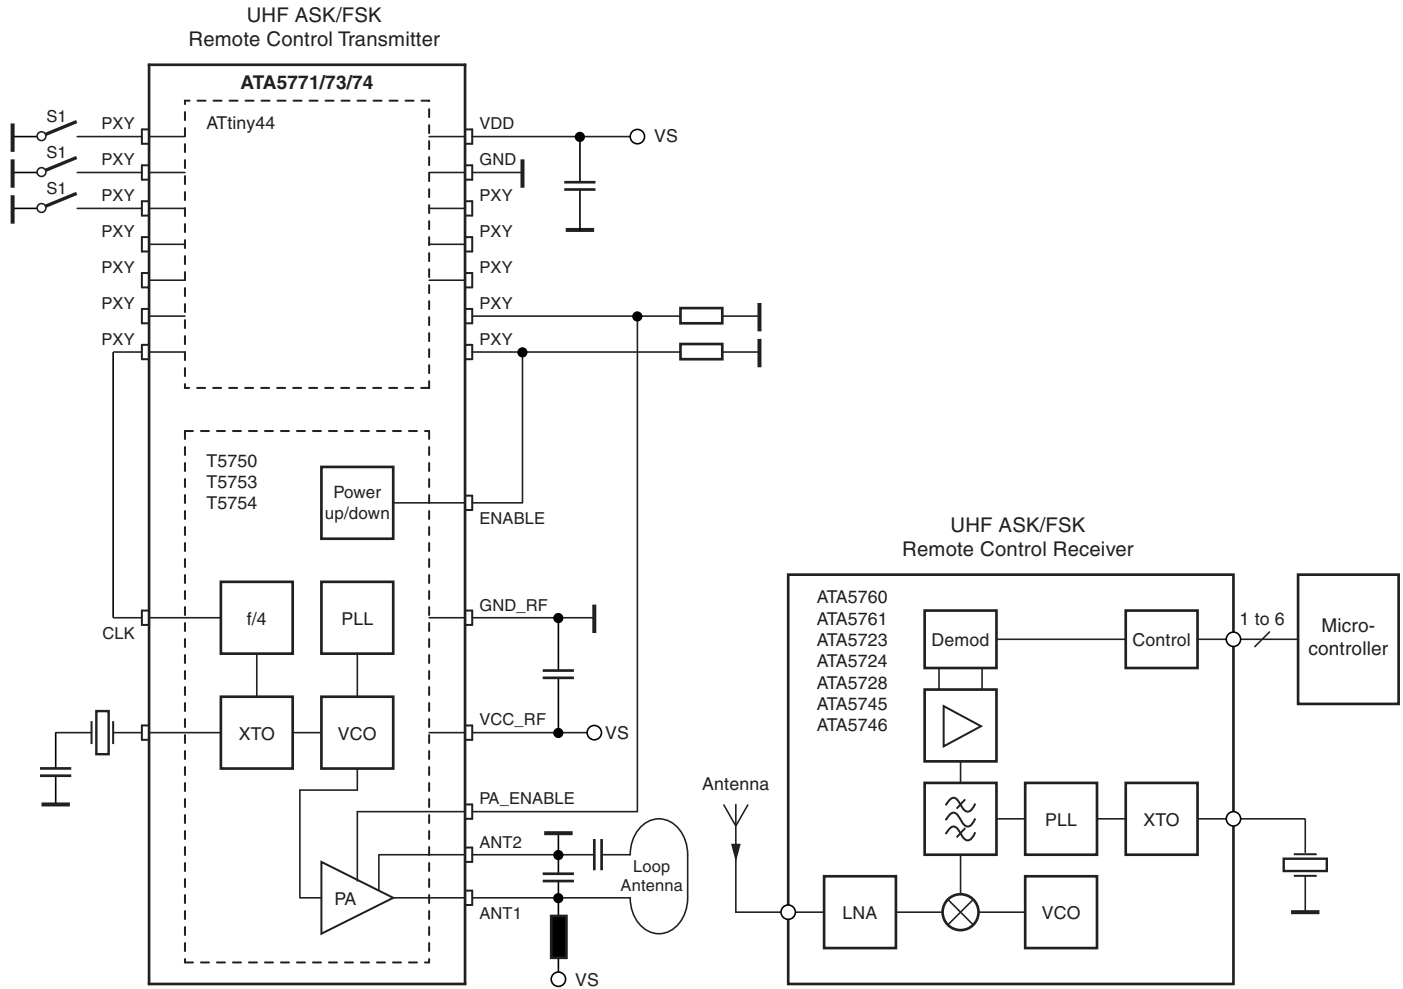 UHF ASK/FSK
Remote Control Transmitter
ATA5771/73/74
ATtiny44
S1
PXY
S1
PXY
S1
PXY
PXY
PXY
PXY
PXY
VDD
VS
GND
PXY
PXY
PXY
PXY
T5750
T5753
T5754
Power
up/down
ENABLE
f/4
PLL
GND_RF
CLK
XTO
VCO
VCC_RF
VS
PA_ENABLE
ANT2
PA
ANT1
Loop
Antenna
VS
UHF ASK/FSK
Remote Control Receiver
ATA5760
ATA5761
ATA5723
ATA5724
ATA5728
ATA5745
ATA5746
Demod
Control
1 to 6
Micro-
controller
Antenna
PLL
XTO
LNA
VCO